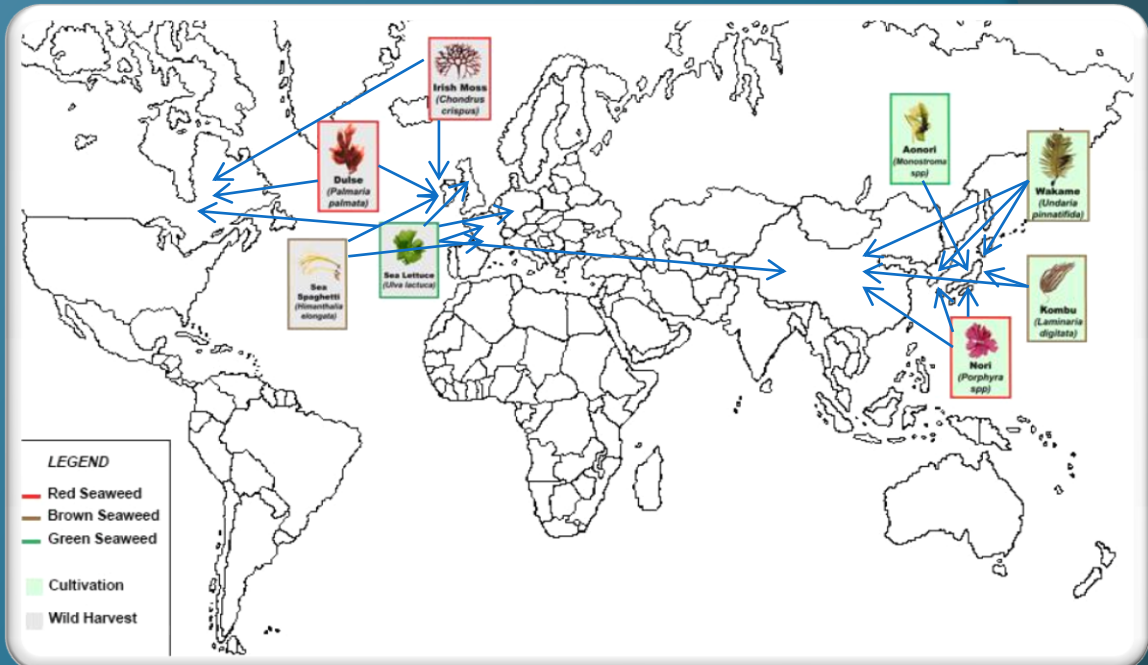 Irish Moss
(Chondrus
crispus)
Dulse
(Palmaria
palmata)
Aonori
(Monostroma
spp)
Wakame
(Undaria
pinnatifida)
Sea Lettuce
(Ulva lactuca)
Sea
Spaghetti
(Himanthalia
elongata)
Kombu
(Laminaria
digitata)
Nori
(Porphyra
spp)
LEGEND
Red Seaweed
Brown Seaweed
Green Seaweed
Cultivation
Wild Harvest